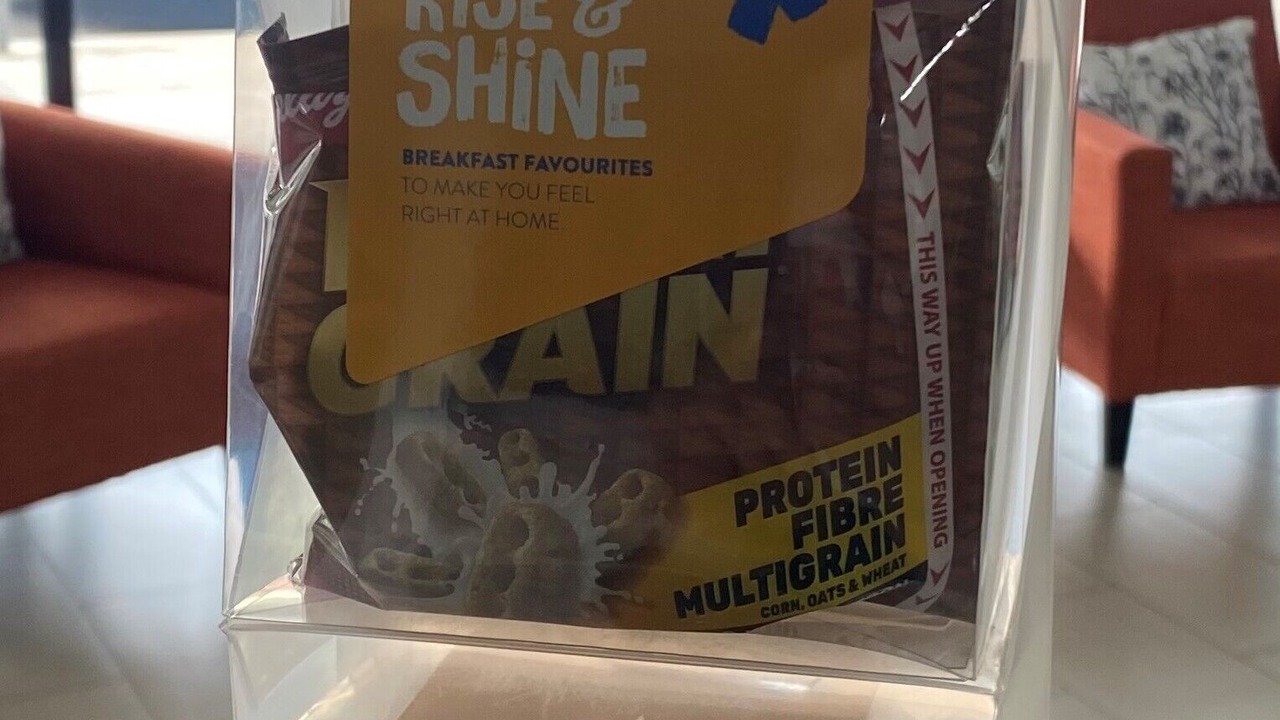 RISE &
SHiNE
BREAKFAST FAVOURITES
TO MAKE YOU FEEL
RIGHT AT HOME
GRAIN
PROTEIN
FIBRE
MULTIGRAIN
CORN, OATS & WHEAT
THIS WAY UP WHEN OPENING